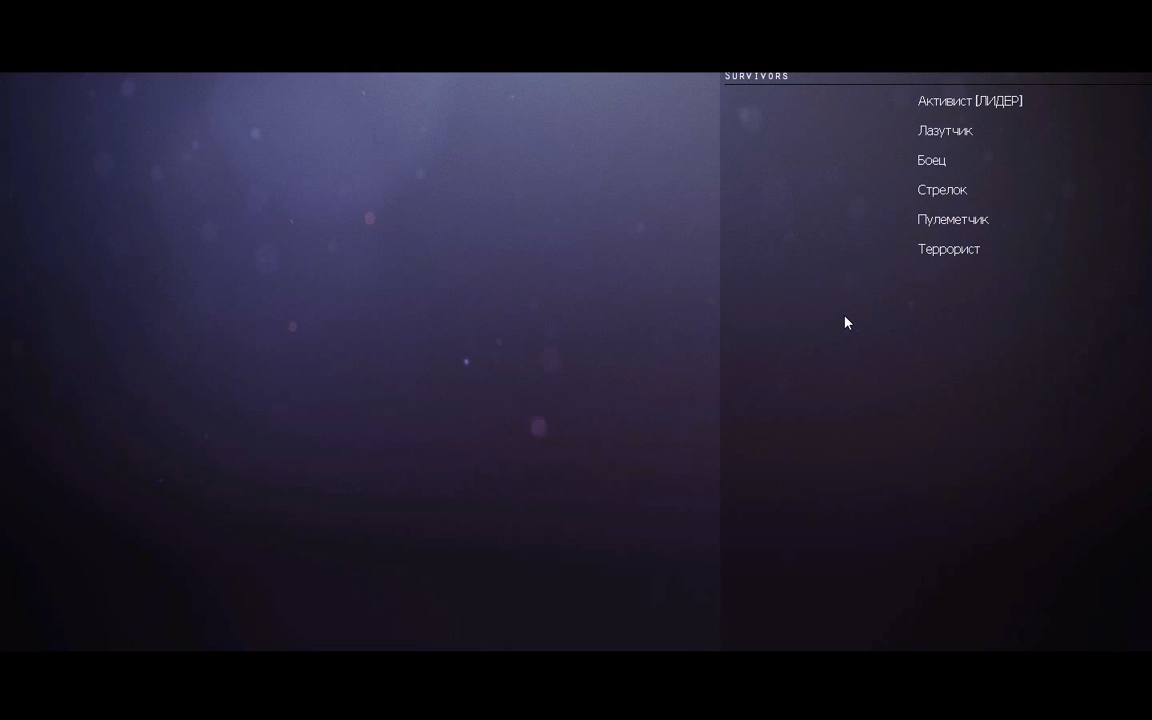 SURVIVORS
Активист [ЛИДЕР]
Лазутчик
Боец
Стрелок
Пулеметчик
Террорист